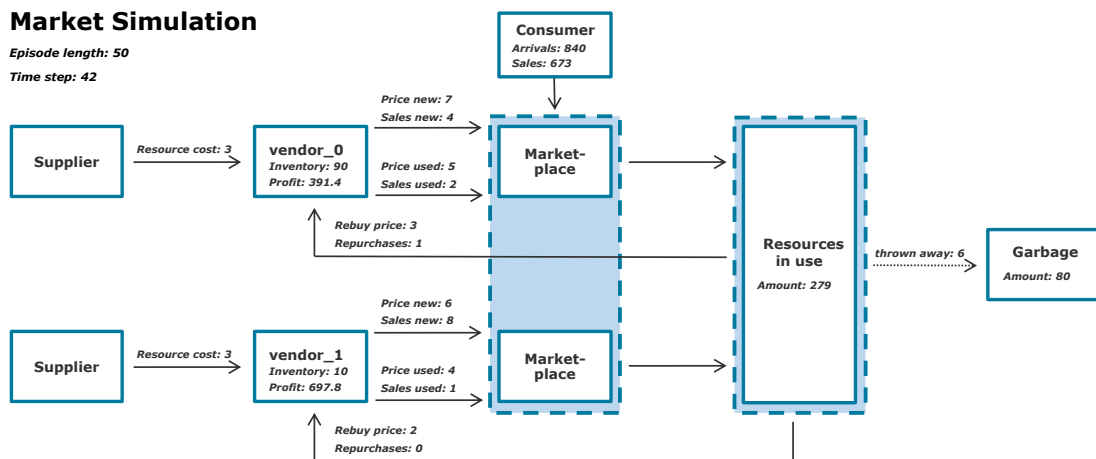 Market Simulation
Episode length: 50
Time step: 42
Consumer
Arrivals: 840
Sales: 673
Supplier
Resource cost: 3
vendor_0
Inventory: 90
Profit: 391.4
Price new: 7
Sales new: 4
Price used: 5
Sales used: 2
Market-
place
Rebuy price: 3
Repurchases: 1
Resources
in use
Amount: 279
thrown away: 6
Garbage
Amount: 80
Supplier
Resource cost: 3
vendor_1
Inventory: 10
Profit: 697.8
Price new: 6
Sales new: 8
Price used: 4
Sales used: 1
Market-
place
Rebuy price: 2
Repurchases: 0